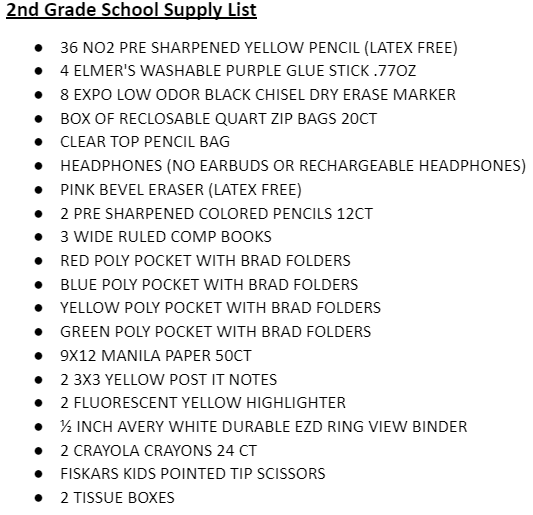 2nd Grade School Supply List
● 36 NO2 PRE SHARPENED YELLOW PENCIL (LATEX FREE)
● 4 ELMER'S WASHABLE PURPLE GLUE STICK .77OZ
● 8 EXPO LOW ODOR BLACK CHISEL DRY ERASE MARKER
● BOX OF RECLOSABLE QUART ZIP BAGS 20CT
● CLEAR TOP PENCIL BAG
● HEADPHONES (NO EARBUDS OR RECHARGEABLE HEADPHONES)
● PINK BEVEL ERASER (LATEX FREE)
● 2 PRE SHARPENED COLORED PENCILS 12CT
● 3 WIDE RULED COMP BOOKS
● RED POLY POCKET WITH BRAD FOLDERS
● BLUE POLY POCKET WITH BRAD FOLDERS
● YELLOW POLY POCKET WITH BRAD FOLDERS
● GREEN POLY POCKET WITH BRAD FOLDERS
● 9X12 MANILA PAPER 50CT
● 2 3X3 YELLOW POST IT NOTES
● 2 FLUORESCENT YELLOW HIGHLIGHTER
● ½ INCH AVERY WHITE DURABLE EZD RING VIEW BINDER
● 2 CRAYOLA CRAYONS 24 CT
● FISKARS KIDS POINTED TIP SCISSORS
● 2 TISSUE BOXES